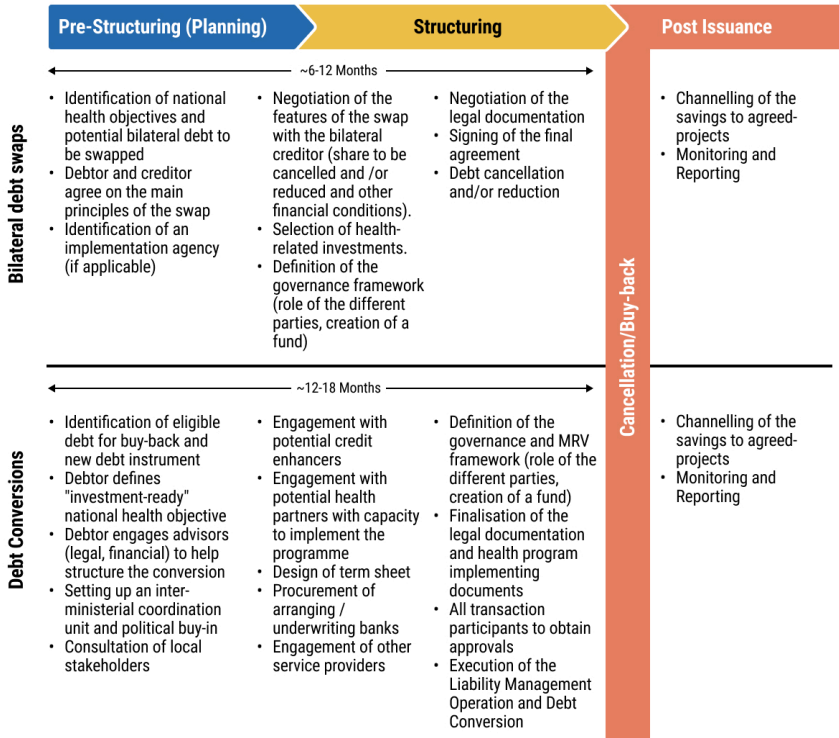 Pre-Structuring (Planning)
Structuring
Post Issuance
Bilateral debt swaps
~6-12 Months
• Identification of national
health objectives and
potential bilateral debt to
be swapped
• Debtor and creditor
agree on the main
principles of the swap
• Identification of an
implementation agency
(if applicable)
• Negotiation of the
features of the swap
with the bilateral
creditor (share to be
cancelled and /or
reduced and other
financial conditions).
• Selection of health-
related investments.
• Definition of the
governance framework
(role of the different
parties, creation of a
fund)
• Negotiation of the
legal documentation
• Signing of the final
agreement
• Debt cancellation
and/or reduction
Cancellation/Buy-back
• Channelling of the
savings to agreed-
projects
• Monitoring and
Reporting
Debt Conversions
~12-18 Months
• Identification of eligible
debt for buy-back and
new debt instrument
• Debtor defines
"investment-ready"
national health objective
• Debtor engages advisors
(legal, financial) to help
structure the conversion
• Setting up an inter-
ministerial coordination
unit and political buy-in
• Consultation of local
stakeholders
• Engagement with
potential credit
enhancers
• Engagement with
potential health
partners with capacity
to implement the
programme
• Design of term sheet
• Procurement of
arranging /
underwriting banks
• Engagement of other
service providers
• Definition of the
governance and MRV
framework (role of the
different parties,
creation of a fund)
• Finalisation of the
legal documentation
and health program
implementing
documents
• All transaction
participants to obtain
approvals
• Execution of the
Liability Management
Operation and Debt
Conversion
• Channelling of the
savings to agreed-
projects
• Monitoring and
Reporting